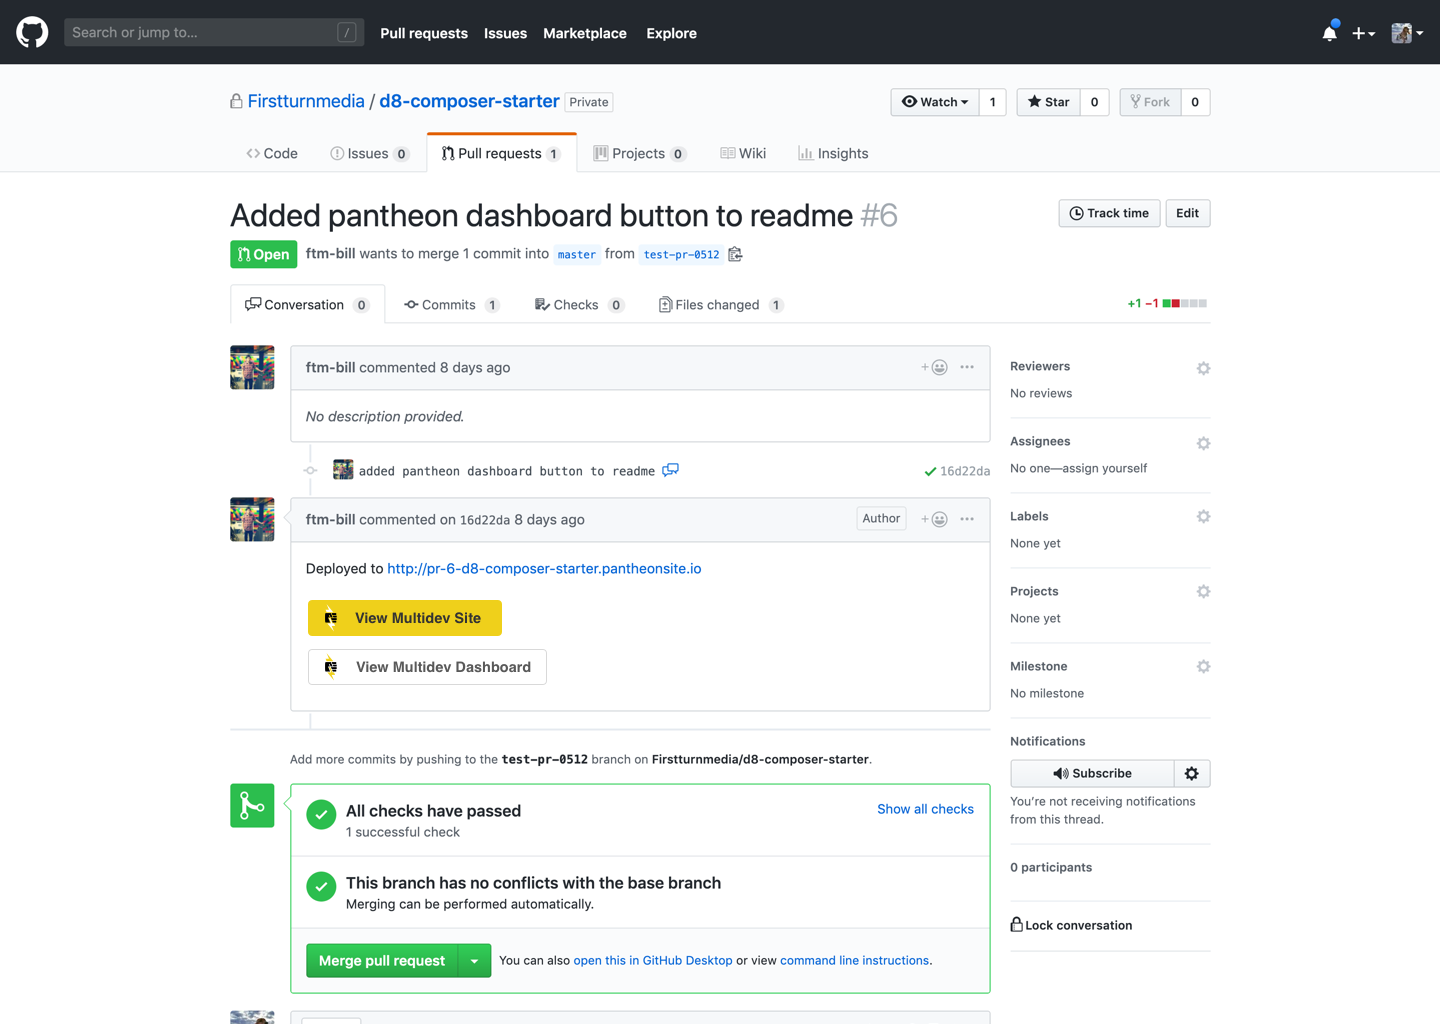 Search or jump to... /
Pull requests Issues Marketplace Explore
Firstturnmedia / d8-composer-starter Private
Watch 1 Star 0 Fork 0
Code Issues 0 Pull requests 1 Projects 0 Wiki Insights
Added pantheon dashboard button to readme #6
Track time Edit
Open ftm-bill wants to merge 1 commit into master from test-pr-0512
Conversation 0 Commits 1 Checks 0 Files changed 1 +1 −1
ftm-bill commented 8 days ago
No description provided.
added pantheon dashboard button to readme 16d22da
ftm-bill commented on 16d22da 8 days ago Author
Deployed to http://pr-6-d8-composer-starter.pantheonsite.io
View Multidev Site
View Multidev Dashboard
Add more commits by pushing to the test-pr-0512 branch on Firstturnmedia/d8-composer-starter.
All checks have passed Show all checks
1 successful check
This branch has no conflicts with the base branch
Merging can be performed automatically.
Merge pull request You can also open this in GitHub Desktop or view command line instructions.
Reviewers
No reviews
Assignees
No one—assign yourself
Labels
None yet
Projects
None yet
Milestone
No milestone
Notifications
Subscribe
You’re not receiving notifications
from this thread.
0 participants
Lock conversation